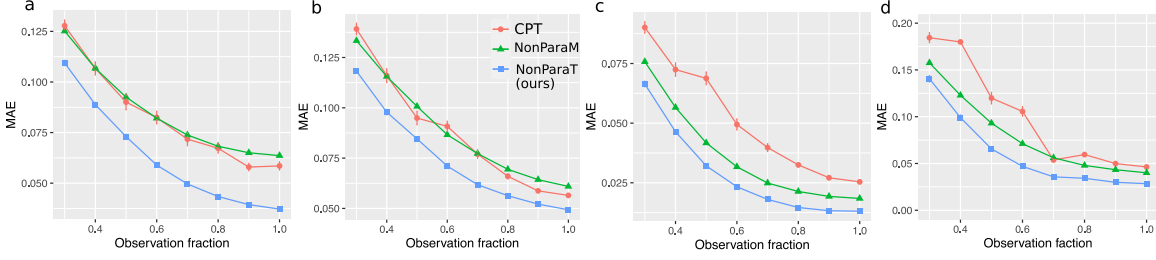 a
MAE
0.125
0.100
0.075
0.050
0.4
0.6
0.8
1.0
Observation fraction
b
MAE
0.125
0.100
0.075
0.050
CPT
NonParaM
NonParaT
(ours)
0.4
0.6
0.8
1.0
Observation fraction
c
MAE
0.075
0.050
0.025
0.4
0.6
0.8
1.0
Observation fraction
d
MAE
0.20
0.15
0.10
0.05
0.00
0.4
0.6
0.8
1.0
Observation faction